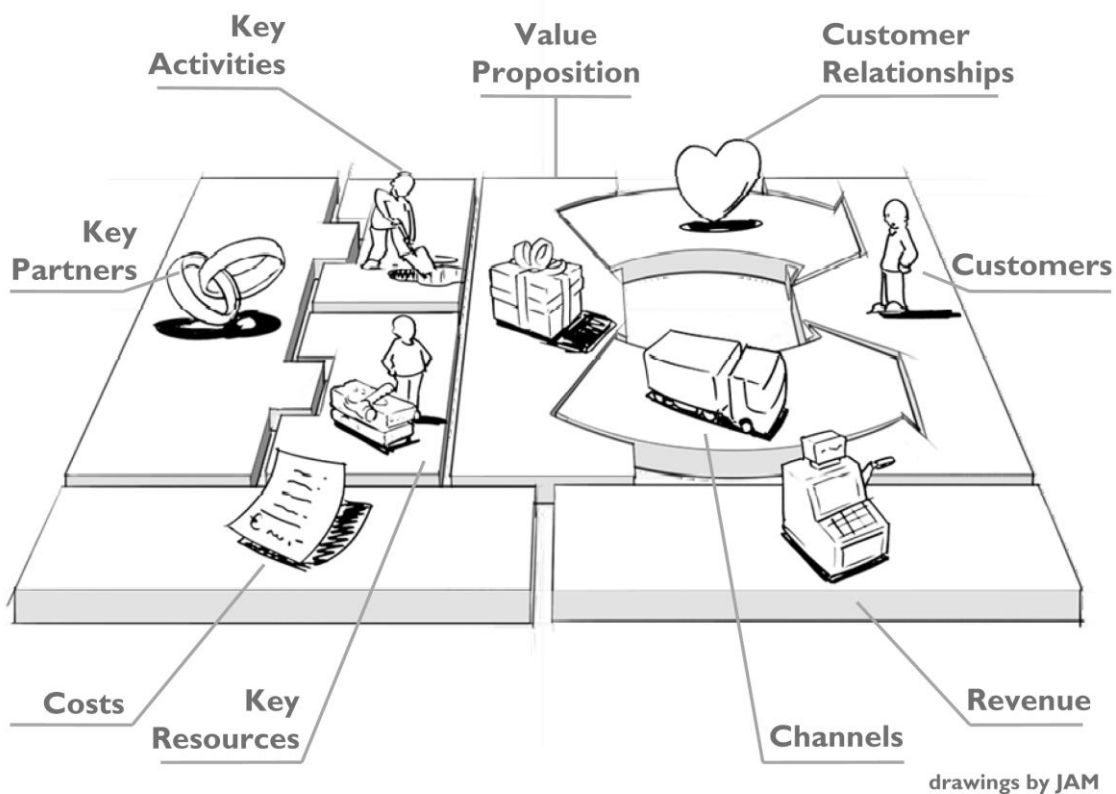 Key
Activities
Value
Proposition
Customer
Relationships
Key
Partners
Customers
Costs
Key
Resources
Channels
Revenue
drawings by JAM